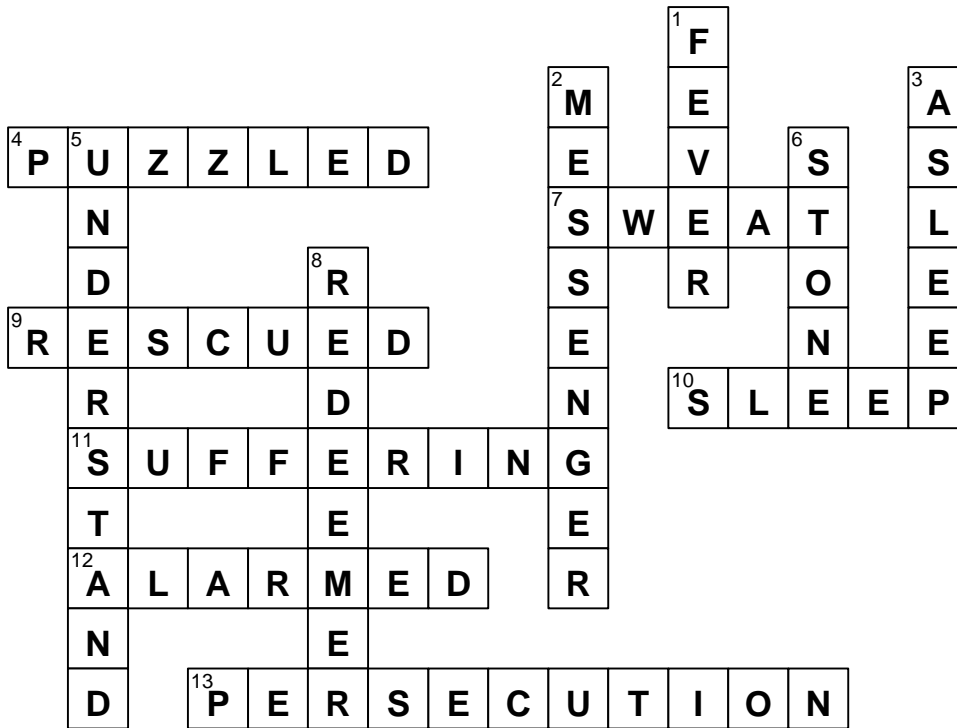 1 F
2 M E 3 A
4 P 5 U Z Z L E D E V 6 S S
N 7 S W E A T L
D 8 R S R O E
9 R E S C U E D E N E
R D N 10 S L E E P
11 S U F F E R I N G
T E E
12 A L A R M E D R
N E
D 13 P E R S E C U T I O N